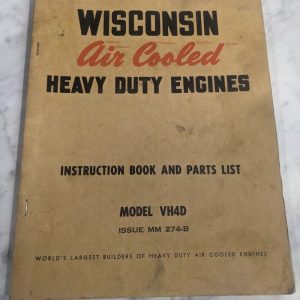 WISCONSIN
Air Cooled
HEAVY DUTY ENGINES
INSTRUCTION BOOK AND PARTS LIST
MODEL VH4D
ISSUE MM 274-B
WORLD'S LARGEST BUILDERS OF HEAVY DUTY AIR COOLED ENGINES